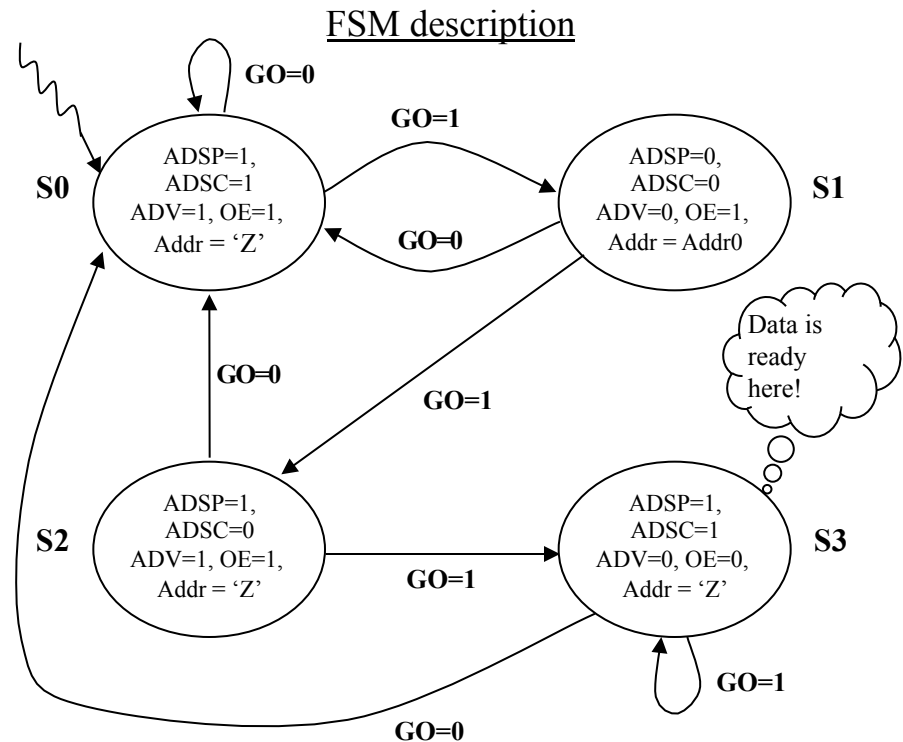 FSM description
GO=0
GO=1
S0
ADSP=1,
ADSC=1
ADV=1, OE=1,
Addr = ‘Z’
ADSP=0,
ADSC=0
ADV=0, OE=1,
Addr = Addr0
S1
GO=0
Data is
ready
here!
GO=0
GO=1
S2
ADSP=1,
ADSC=0
ADV=1, OE=1,
Addr = ‘Z’
GO=1
ADSP=1,
ADSC=1
ADV=0, OE=0,
Addr = ‘Z’
S3
GO=1
GO=0